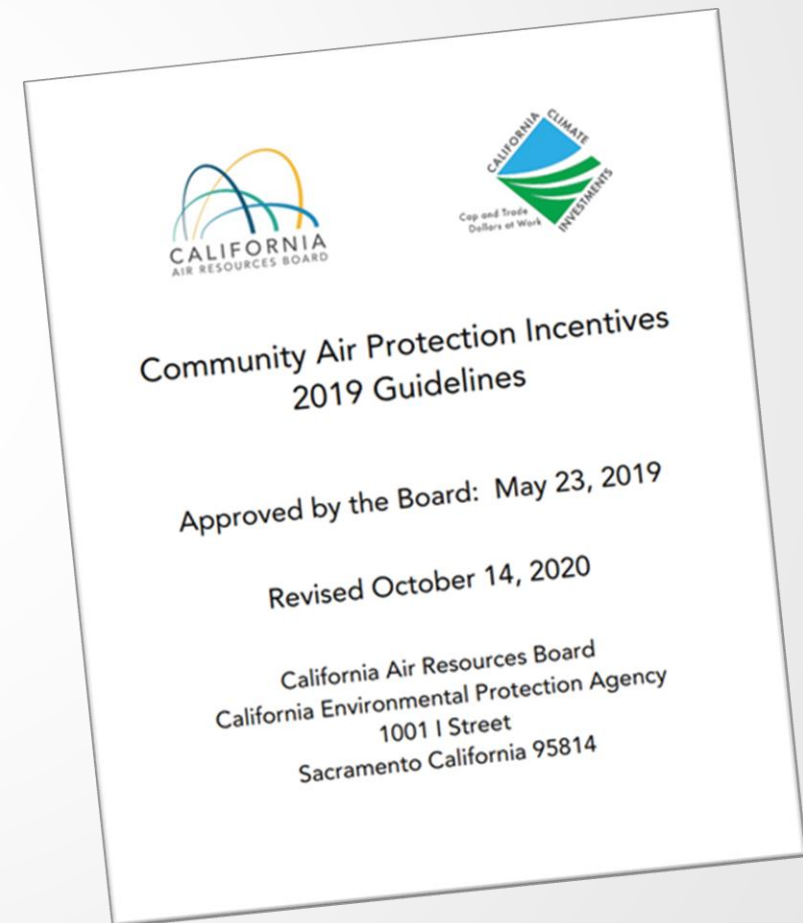 CALIFORNIA
AIR RESOURCES BOARD
CALIFORNIA CLIMATE
INVESTMENTS
Cap and Trade
Dollars at Work
Community Air Protection Incentives
2019 Guidelines
Approved by the Board: May 23, 2019
Revised October 14, 2020
California Air Resources Board
California Environmental Protection Agency
1001 I Street
Sacramento California 95814